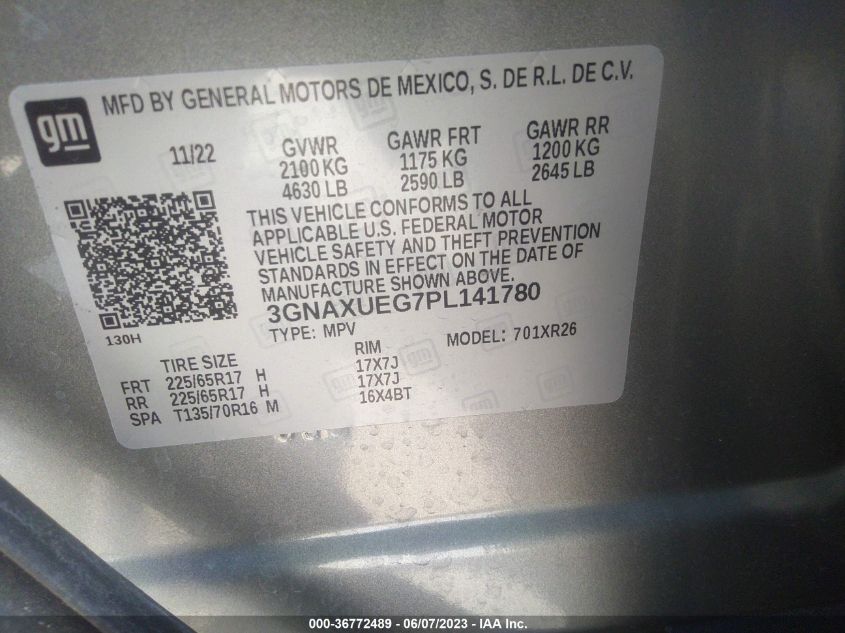 gm
MFD BY GENERAL MOTORS DE MEXICO, S. DE R.L. DE C.V.
11/22 GVWR GAWR FRT GAWR RR
2100 KG 1175 KG 1200 KG
4630 LB 2590 LB 2645 LB
THIS VEHICLE CONFORMS TO ALL
APPLICABLE U.S. FEDERAL MOTOR
VEHICLE SAFETY AND THEFT PREVENTION
STANDARDS IN EFFECT ON THE DATE OF
MANUFACTURE SHOWN ABOVE.
3GNAXUEG7PL141780
130H
TYPE: MPV MODEL: 701XR26
TIRE SIZE RIM
FRT 225/65R17 H 17X7J
RR 225/65R17 H 17X7J
SPA T135/70R16 M 16X4BT
000-36772489 - 06/07/2023 - IAA Inc.